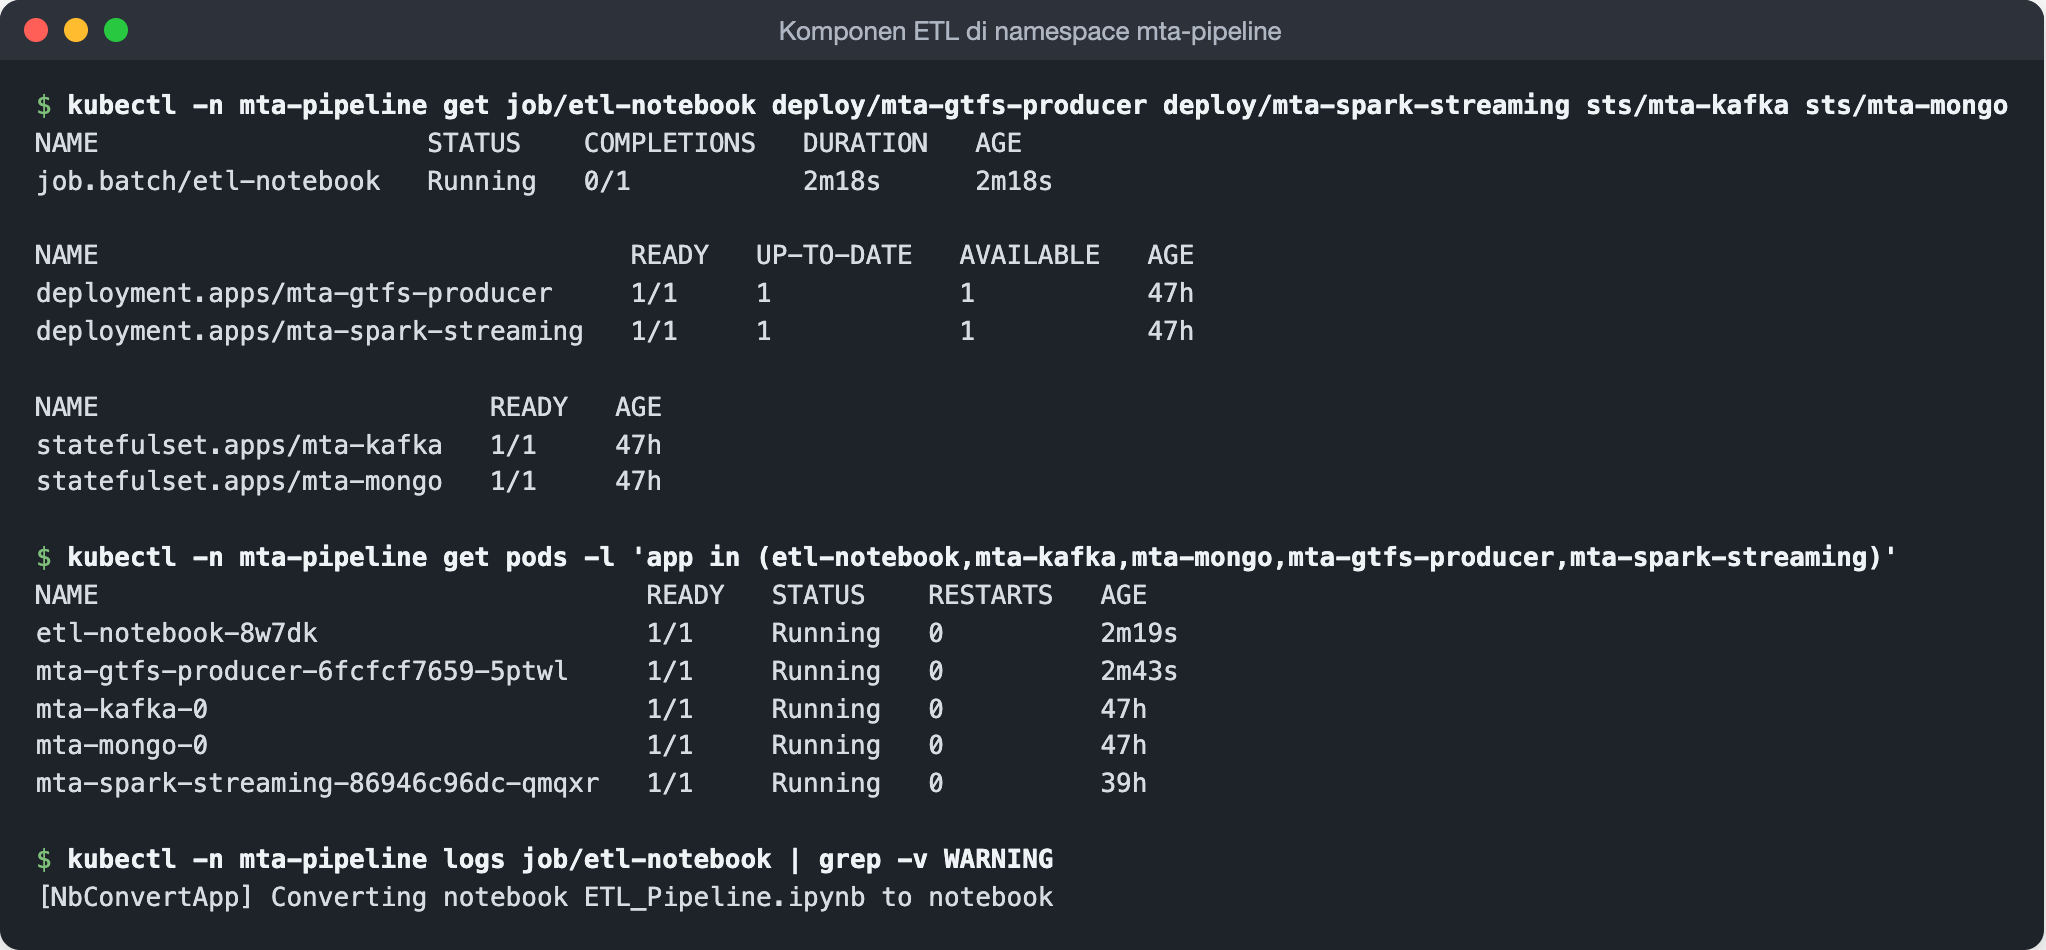 Komponen ETL di namespace mta-pipeline
$ kubectl -n mta-pipeline get job/etl-notebook deploy/mta-gtfs-producer deploy/mta-spark-streaming sts/mta-kafka sts/mta-mongo
NAME STATUS COMPLETIONS DURATION AGE
job.batch/etl-notebook Running 0/1 2m18s 2m18s
NAME READY UP-TO-DATE AVAILABLE AGE
deployment.apps/mta-gtfs-producer 1/1 1 1 47h
deployment.apps/mta-spark-streaming 1/1 1 1 47h
NAME READY AGE
statefulset.apps/mta-kafka 1/1 47h
statefulset.apps/mta-mongo 1/1 47h
$ kubectl -n mta-pipeline get pods -l 'app in (etl-notebook,mta-kafka,mta-mongo,mta-gtfs-producer,mta-spark-streaming)'
NAME READY STATUS RESTARTS AGE
etl-notebook-8w7dk 1/1 Running 0 2m19s
mta-gtfs-producer-6fcfcf7659-5ptwl 1/1 Running 0 2m43s
mta-kafka-0 1/1 Running 0 47h
mta-mongo-0 1/1 Running 0 47h
mta-spark-streaming-86946c96dc-qmqxr 1/1 Running 0 39h
$ kubectl -n mta-pipeline logs job/etl-notebook | grep -v WARNING
[NbConvertApp] Converting notebook ETL_Pipeline.ipynb to notebook